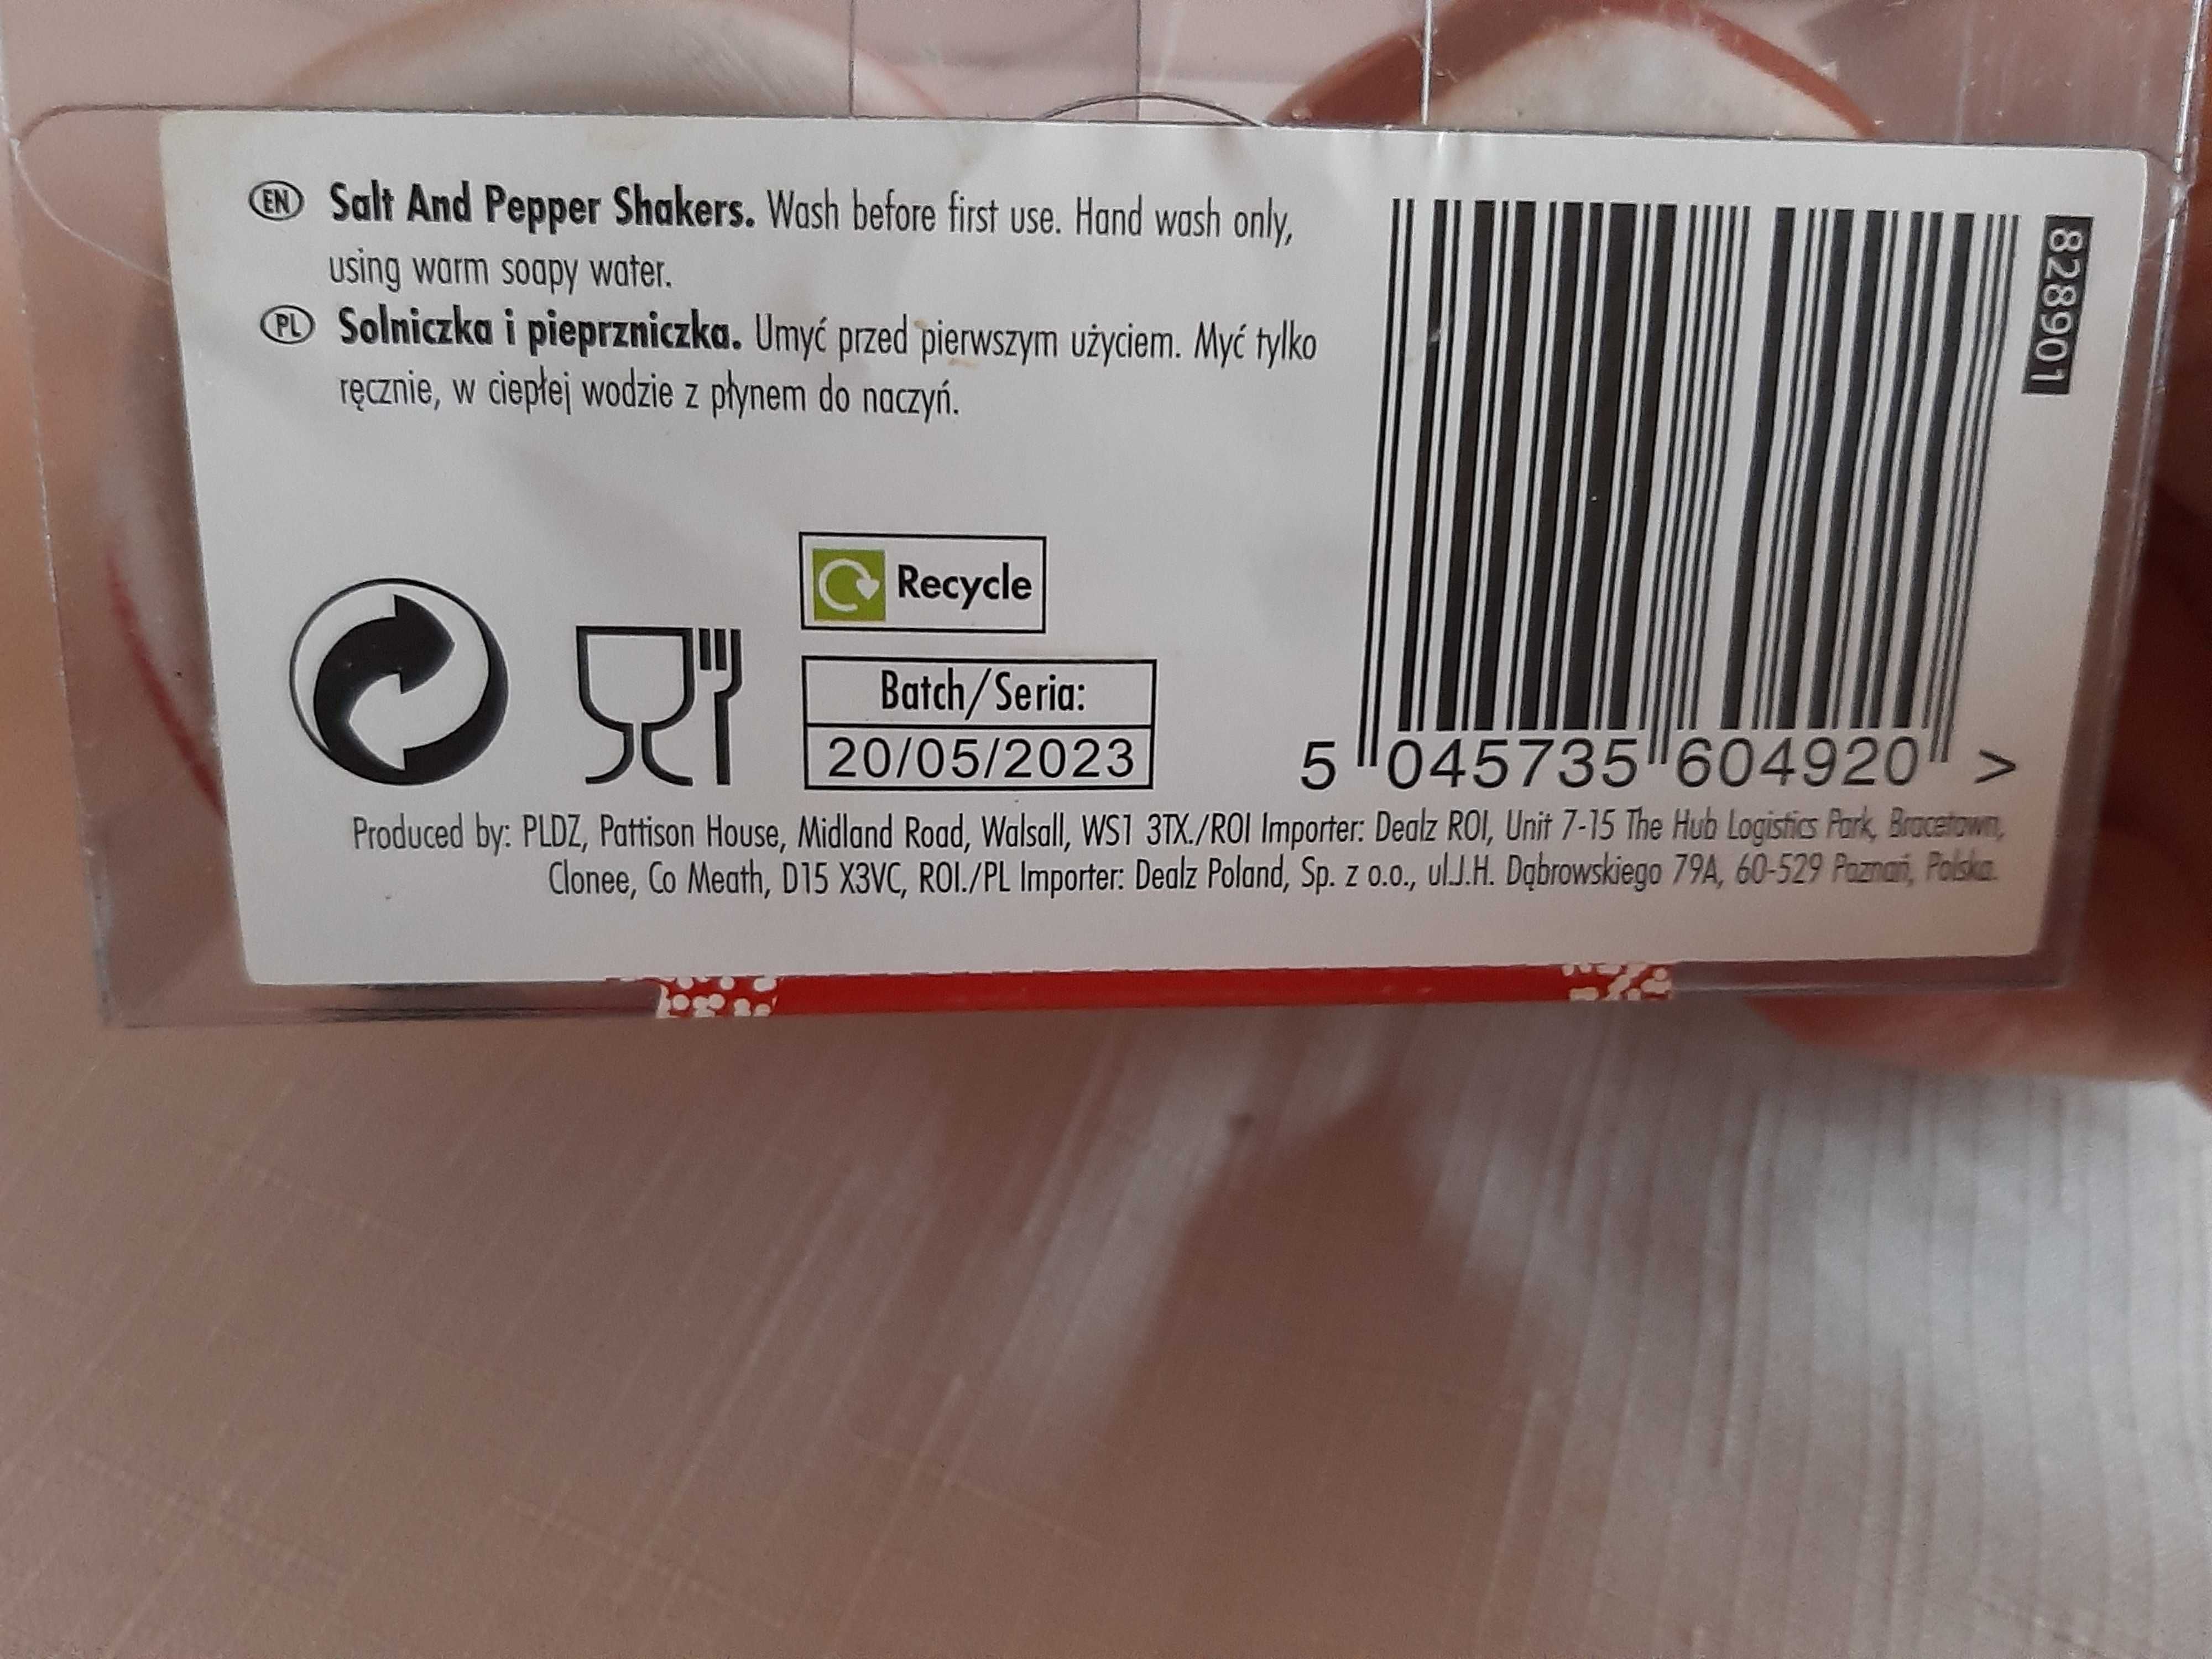 EN Salt And Pepper Shakers. Wash before first use. Hand wash only,
using warm soapy water.
PL Solniczka i pieprzniczka. Umyć przed pierwszym użyciem. Myć tylko
ręcznie, w ciepłej wodzie z płynem do naczyń.
828901
Recycle
Batch/Seria:
20/05/2023
5 045735 604920 >
Produced by: PLDZ, Pattison House, Midland Road, Walsall, WS1 3TX./ROI Importer: Dealz ROI, Unit 7-15 The Hub Logistics Park, Bracetown,
Clonee, Co Meath, D15 X3VC, ROI./PL Importer: Dealz Poland, Sp. z o.o., ul.J.H. Dąbrowskiego 79A, 60-529 Poznań, Polska.